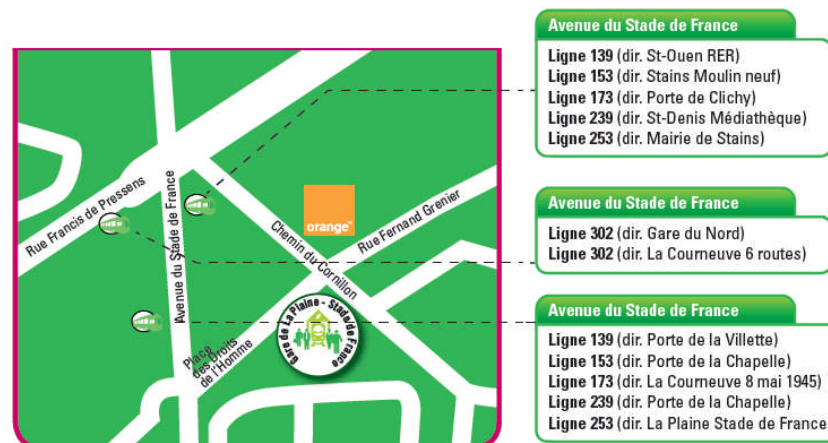 Avenue du Stade de France
Ligne 139 (dir. St-Ouen RER)
Ligne 153 (dir. Stains Moulin neuf)
Ligne 173 (dir. Porte de Clichy)
Ligne 239 (dir. St-Denis Médiathèque)
Ligne 253 (dir. Mairie de Stains)
Avenue du Stade de France
Ligne 302 (dir. Gare du Nord)
Ligne 302 (dir. La Courneuve 6 routes)
Avenue du Stade de France
Ligne 139 (dir. Porte de la Villette)
Ligne 153 (dir. Porte de la Chapelle)
Ligne 173 (dir. La Courneuve 8 mai 1945)
Ligne 239 (dir. Porte de la Chapelle)
Ligne 253 (dir. La Plaine Stade de France
Rue Francis de Pressens
Avenue du Stade de France
orange™
Chemin du Cornillon
Rue Fernand Grenier
Gare de La Plaine - Stade de France
Place
des Droits
de l'Homme